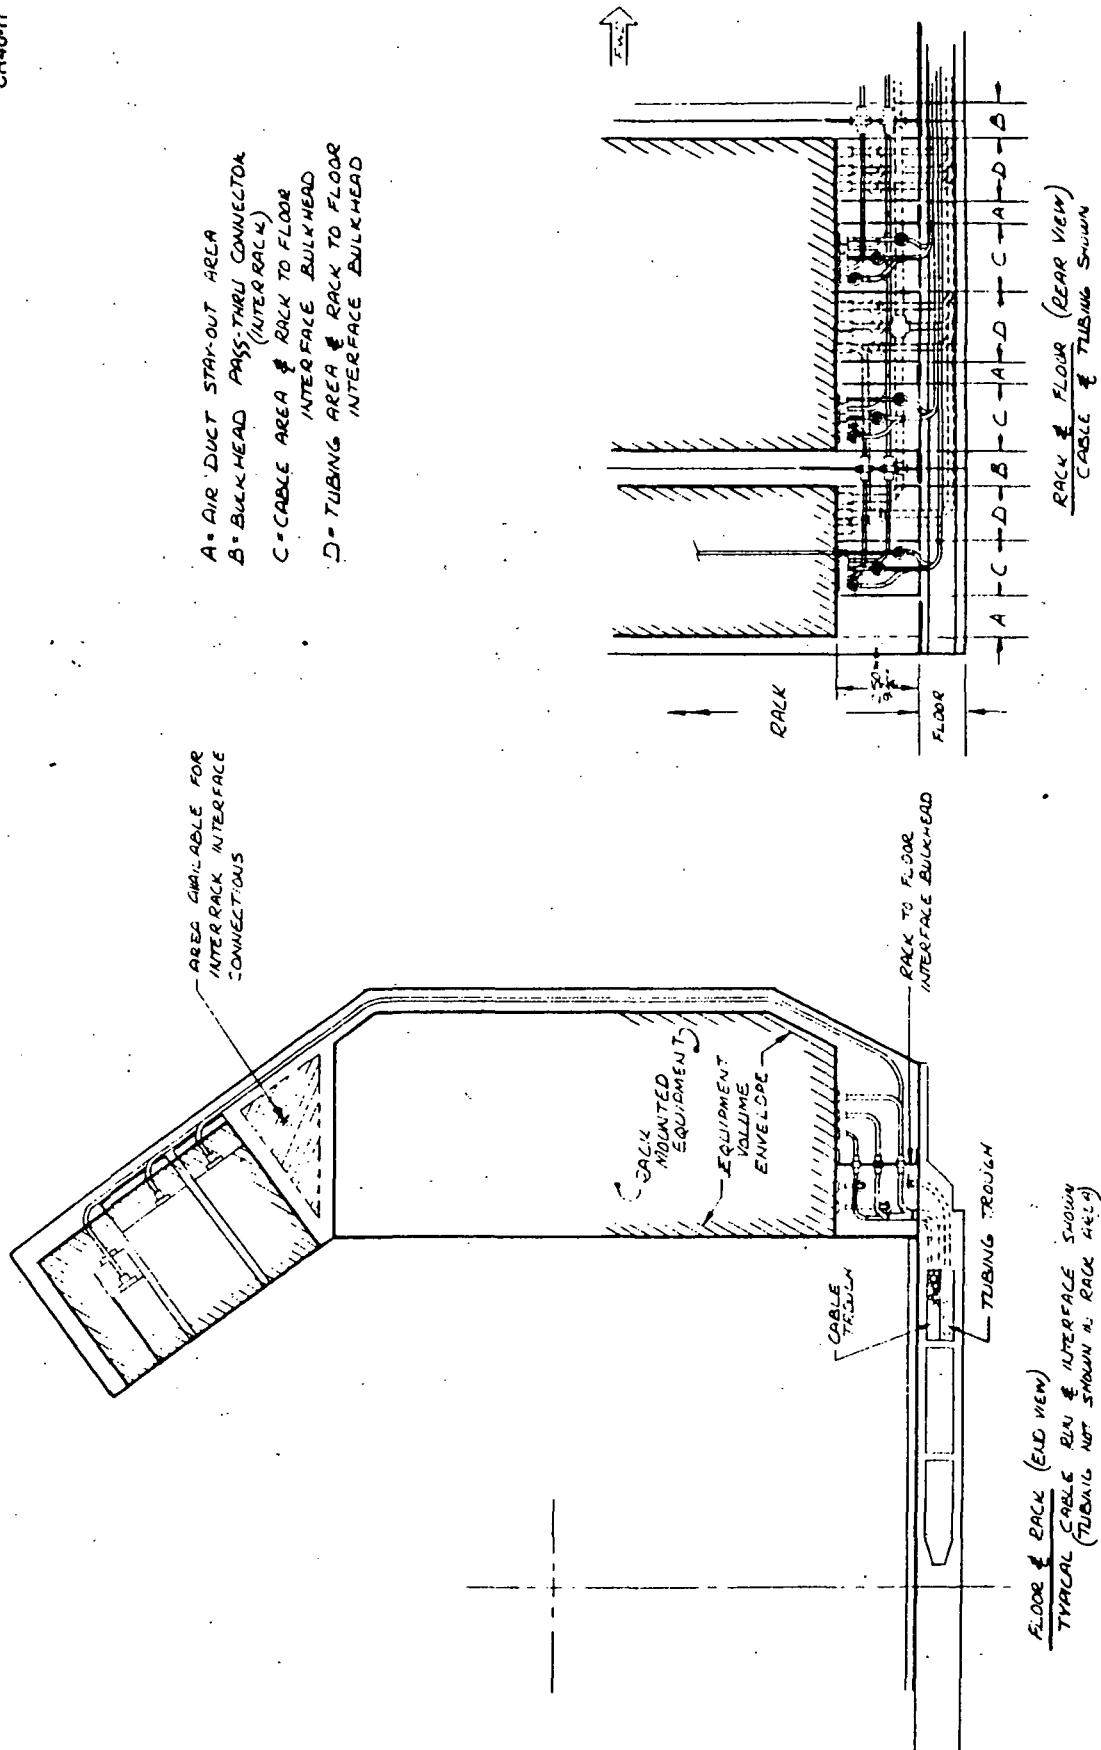 A = AIR DUCT STAY-OUT AREA
B = BULKHEAD PASS-THRU CONNECTOR
(INTERRACK)
C = CABLE AREA & RACK TO FLOOR
INTERFACE BULKHEAD
D = TUBING AREA & RACK TO FLOOR
INTERFACE BULKHEAD
AREA AVAILABLE FOR
INTERRACK INTERFACE
CONNECTIONS
RACK
MOUNTED
EQUIPMENT
EQUIPMENT
VOLUME
ENVELOPE
RACK TO FLOOR
INTERFACE BULKHEAD
CABLE
TROUGH
TUBING TROUGH
FLOOR & RACK (END VIEW)
TYPICAL CABLE RUN & INTERFACE SHOWN
(TUBING NOT SHOWN IN RACK AREA)
FWD
RACK
FLOOR
A C D B C A D C A D B
RACK & FLOOR (REAR VIEW)
CABLE & TUBING SHOWN